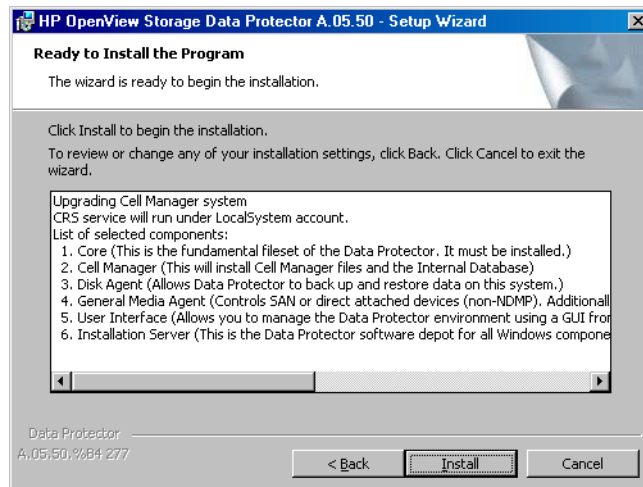 HP OpenView Storage Data Protector A.05.50 - Setup Wizard
Ready to Install the Program
The wizard is ready to begin the installation.
Click Install to begin the installation.
To review or change any of your installation settings, click Back. Click Cancel to exit the
wizard.
Upgrading Cell Manager system
CRS service will run under LocalSystem account.
List of selected components:
1. Core (This is the fundamental fileset of the Data Protector. It must be installed.)
2. Cell Manager (This will install Cell Manager files and the Internal Database)
3. Disk Agent (Allows Data Protector to back up and restore data on this system.)
4. General Media Agent (Controls SAN or direct attached devices (non-NDMP). Additionall
5. User Interface (Allows you to manage the Data Protector environment using a GUI fror
6. Installation Server (This is the Data Protector software depot for all Windows compone
Data Protector
A.05.50.%B4 277
< Back
Install
Cancel